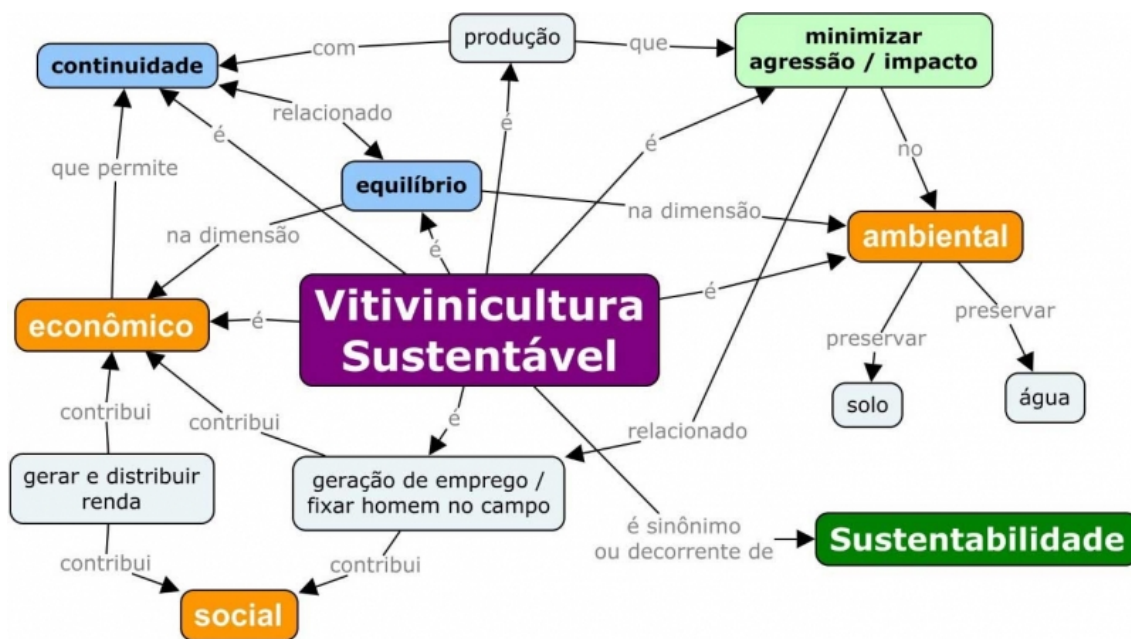 produção
com
que
minimizar
agressão / impacto
continuidade
relacionado
é
é
é
no
que permite
equilíbrio
na dimensão
na dimensão
ambiental
é
Vitivinicultura
Sustentável
é
preservar
preservar
econômico
é
solo
água
contribui
contribui
é
relacionado
gerar e distribuir
renda
geração de emprego /
fixar homem no campo
é sinônimo
ou decorrente de
Sustentabilidade
contribui
contribui
social